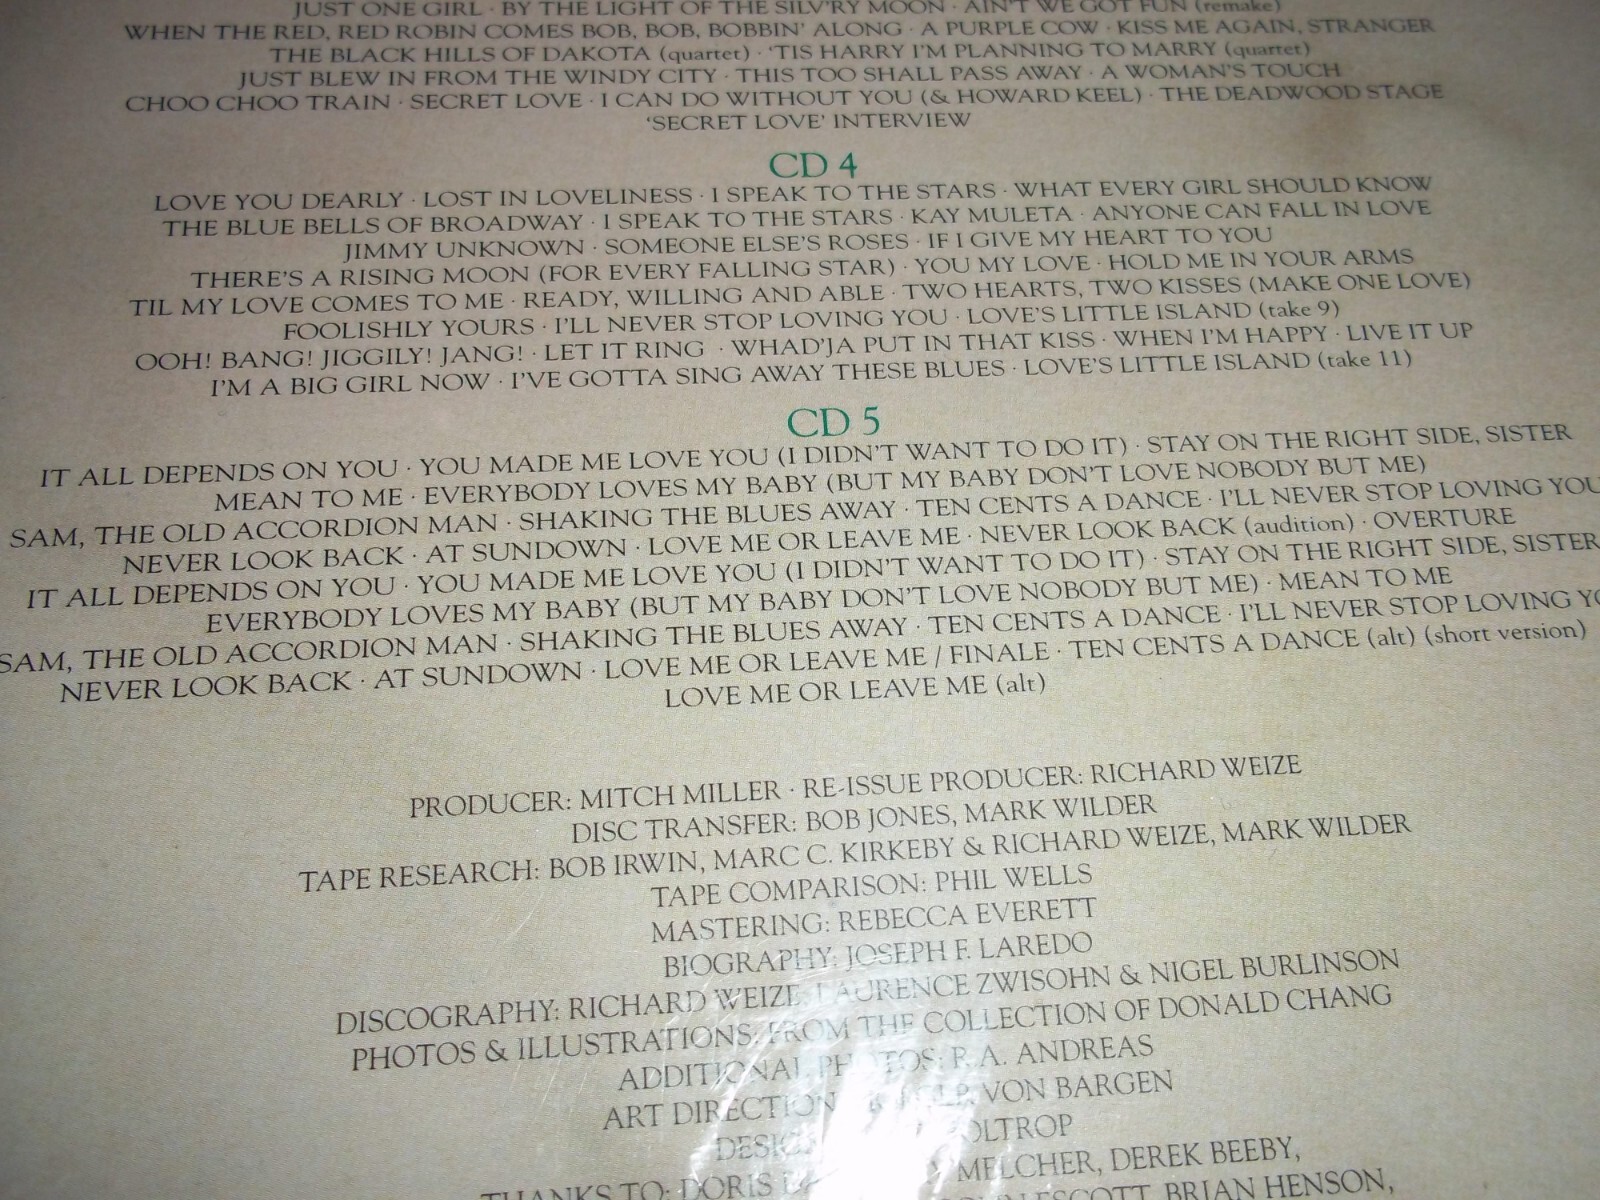 JUST ONE GIRL · BY THE LIGHT OF THE SILV'RY MOON · AIN'T WE GOT FUN (remake)
WHEN THE RED, RED ROBIN COMES BOB, BOB, BOBBIN' ALONG · A PURPLE COW · KISS ME AGAIN, STRANGER
THE BLACK HILLS OF DAKOTA (quartet) · 'TIS HARRY I'M PLANNING TO MARRY (quartet)
JUST BLEW IN FROM THE WINDY CITY · THIS TOO SHALL PASS AWAY · A WOMAN'S TOUCH
CHOO CHOO TRAIN · SECRET LOVE · I CAN DO WITHOUT YOU (& HOWARD KEEL) · THE DEADWOOD STAGE
'SECRET LOVE' INTERVIEW
CD 4
LOVE YOU DEARLY · LOST IN LOVELINESS · I SPEAK TO THE STARS · WHAT EVERY GIRL SHOULD KNOW
THE BLUE BELLS OF BROADWAY · I SPEAK TO THE STARS · KAY MULETA · ANYONE CAN FALL IN LOVE
JIMMY UNKNOWN · SOMEONE ELSE'S ROSES · IF I GIVE MY HEART TO YOU
THERE'S A RISING MOON (FOR EVERY FALLING STAR) · YOU MY LOVE · HOLD ME IN YOUR ARMS
TIL MY LOVE COMES TO ME · READY, WILLING AND ABLE · TWO HEARTS, TWO KISSES (MAKE ONE LOVE)
FOOLISHLY YOURS · I'LL NEVER STOP LOVING YOU · LOVE'S LITTLE ISLAND (take 9)
OOH! BANG! JIGGILY! JANG! · LET IT RING · WHAD'JA PUT IN THAT KISS · WHEN I'M HAPPY · LIVE IT UP
I'M A BIG GIRL NOW · I'VE GOTTA SING AWAY THESE BLUES · LOVE'S LITTLE ISLAND (take 11)
CD 5
IT ALL DEPENDS ON YOU · YOU MADE ME LOVE YOU (I DIDN'T WANT TO DO IT) · STAY ON THE RIGHT SIDE, SISTER
MEAN TO ME · EVERYBODY LOVES MY BABY (BUT MY BABY DON'T LOVE NOBODY BUT ME)
SAM, THE OLD ACCORDION MAN · SHAKING THE BLUES AWAY · TEN CENTS A DANCE · I'LL NEVER STOP LOVING YOU
NEVER LOOK BACK · AT SUNDOWN · LOVE ME OR LEAVE ME · NEVER LOOK BACK (audition) · OVERTURE
IT ALL DEPENDS ON YOU · YOU MADE ME LOVE YOU (I DIDN'T WANT TO DO IT) · STAY ON THE RIGHT SIDE, SISTER
EVERYBODY LOVES MY BABY (BUT MY BABY DON'T LOVE NOBODY BUT ME) · MEAN TO ME
SAM, THE OLD ACCORDION MAN · SHAKING THE BLUES AWAY · TEN CENTS A DANCE · I'LL NEVER STOP LOVING
NEVER LOOK BACK · AT SUNDOWN · LOVE ME OR LEAVE ME / FINALE · TEN CENTS A DANCE (alt) (short version)
LOVE ME OR LEAVE ME (alt)
PRODUCER: MITCH MILLER · RE-ISSUE PRODUCER: RICHARD WEIZE
DISC TRANSFER: BOB JONES, MARK WILDER
TAPE RESEARCH: BOB IRWIN, MARC C. KIRKEBY & RICHARD WEIZE, MARK WILDER
TAPE COMPARISON: PHIL WELLS
MASTERING: REBECCA EVERETT
BIOGRAPHY: JOSEPH F. LAREDO
DISCOGRAPHY: RICHARD WEIZE, LAURENCE ZWISOHN & NIGEL BURLINSON
PHOTOS & ILLUSTRATIONS: FROM THE COLLECTION OF DONALD CHANG
ADDITIONAL PHOTOS: R. A. ANDREAS
ART DIRECTION VON BARGEN
THANKS TO: DORIS MELCHER, DEREK BEEBY,
ESCOTT, BRIAN HENSON,